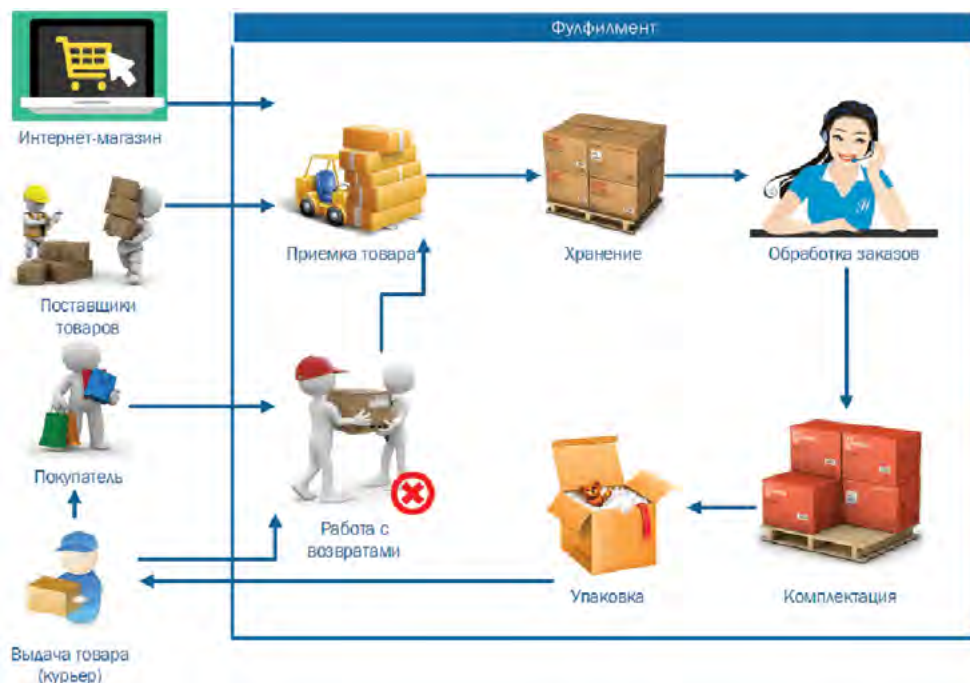 Фулфилмент
Интернет-магазин
Приемка товара
Хранение
Обработка заказов
Поставщики
товаров
Покупатель
Работа с
возвратами
Упаковка
Комплектация
Выдача товара
(курьер)